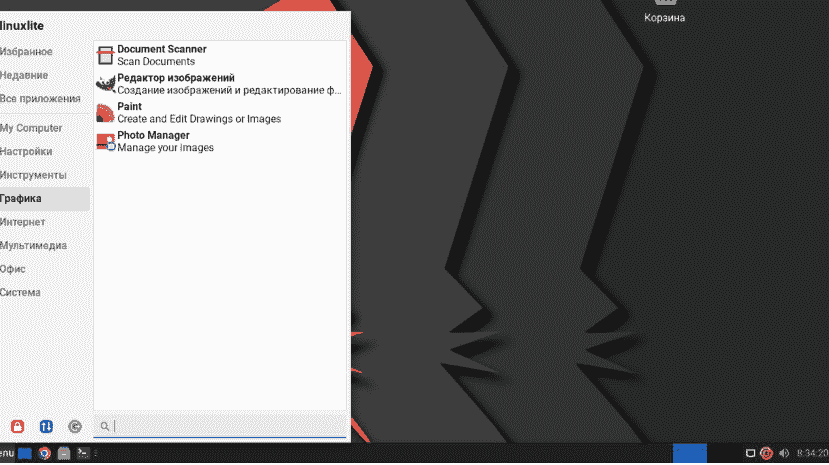 linuxlite
Избранное
Недавние
Все приложения
My Computer
Настройки
Инструменты
Графика
Интернет
Мультимедиа
Офис
Система
Document Scanner
Scan Documents
Редактор изображений
Создание изображений и редактирование ф...
Paint
Create and Edit Drawings or Images
Photo Manager
Manage your images
Корзина
enu
8:34:20